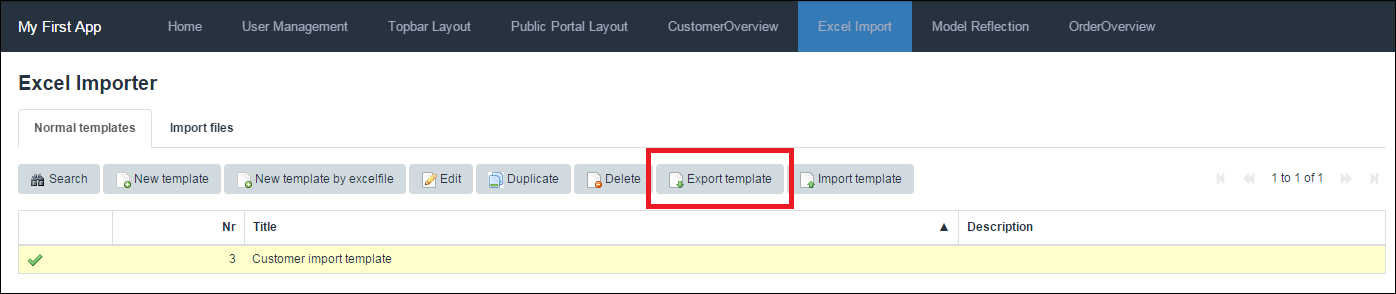 My First App Home User Management Topbar Layout Public Portal Layout CustomerOverview Excel Import Model Reflection OrderOverview
Excel Importer
Normal templates Import files
Search New template New template by excelfile Edit Duplicate Delete Export template Import template 1 to 1 of 1
Nr Title ▲ Description
3 Customer import template